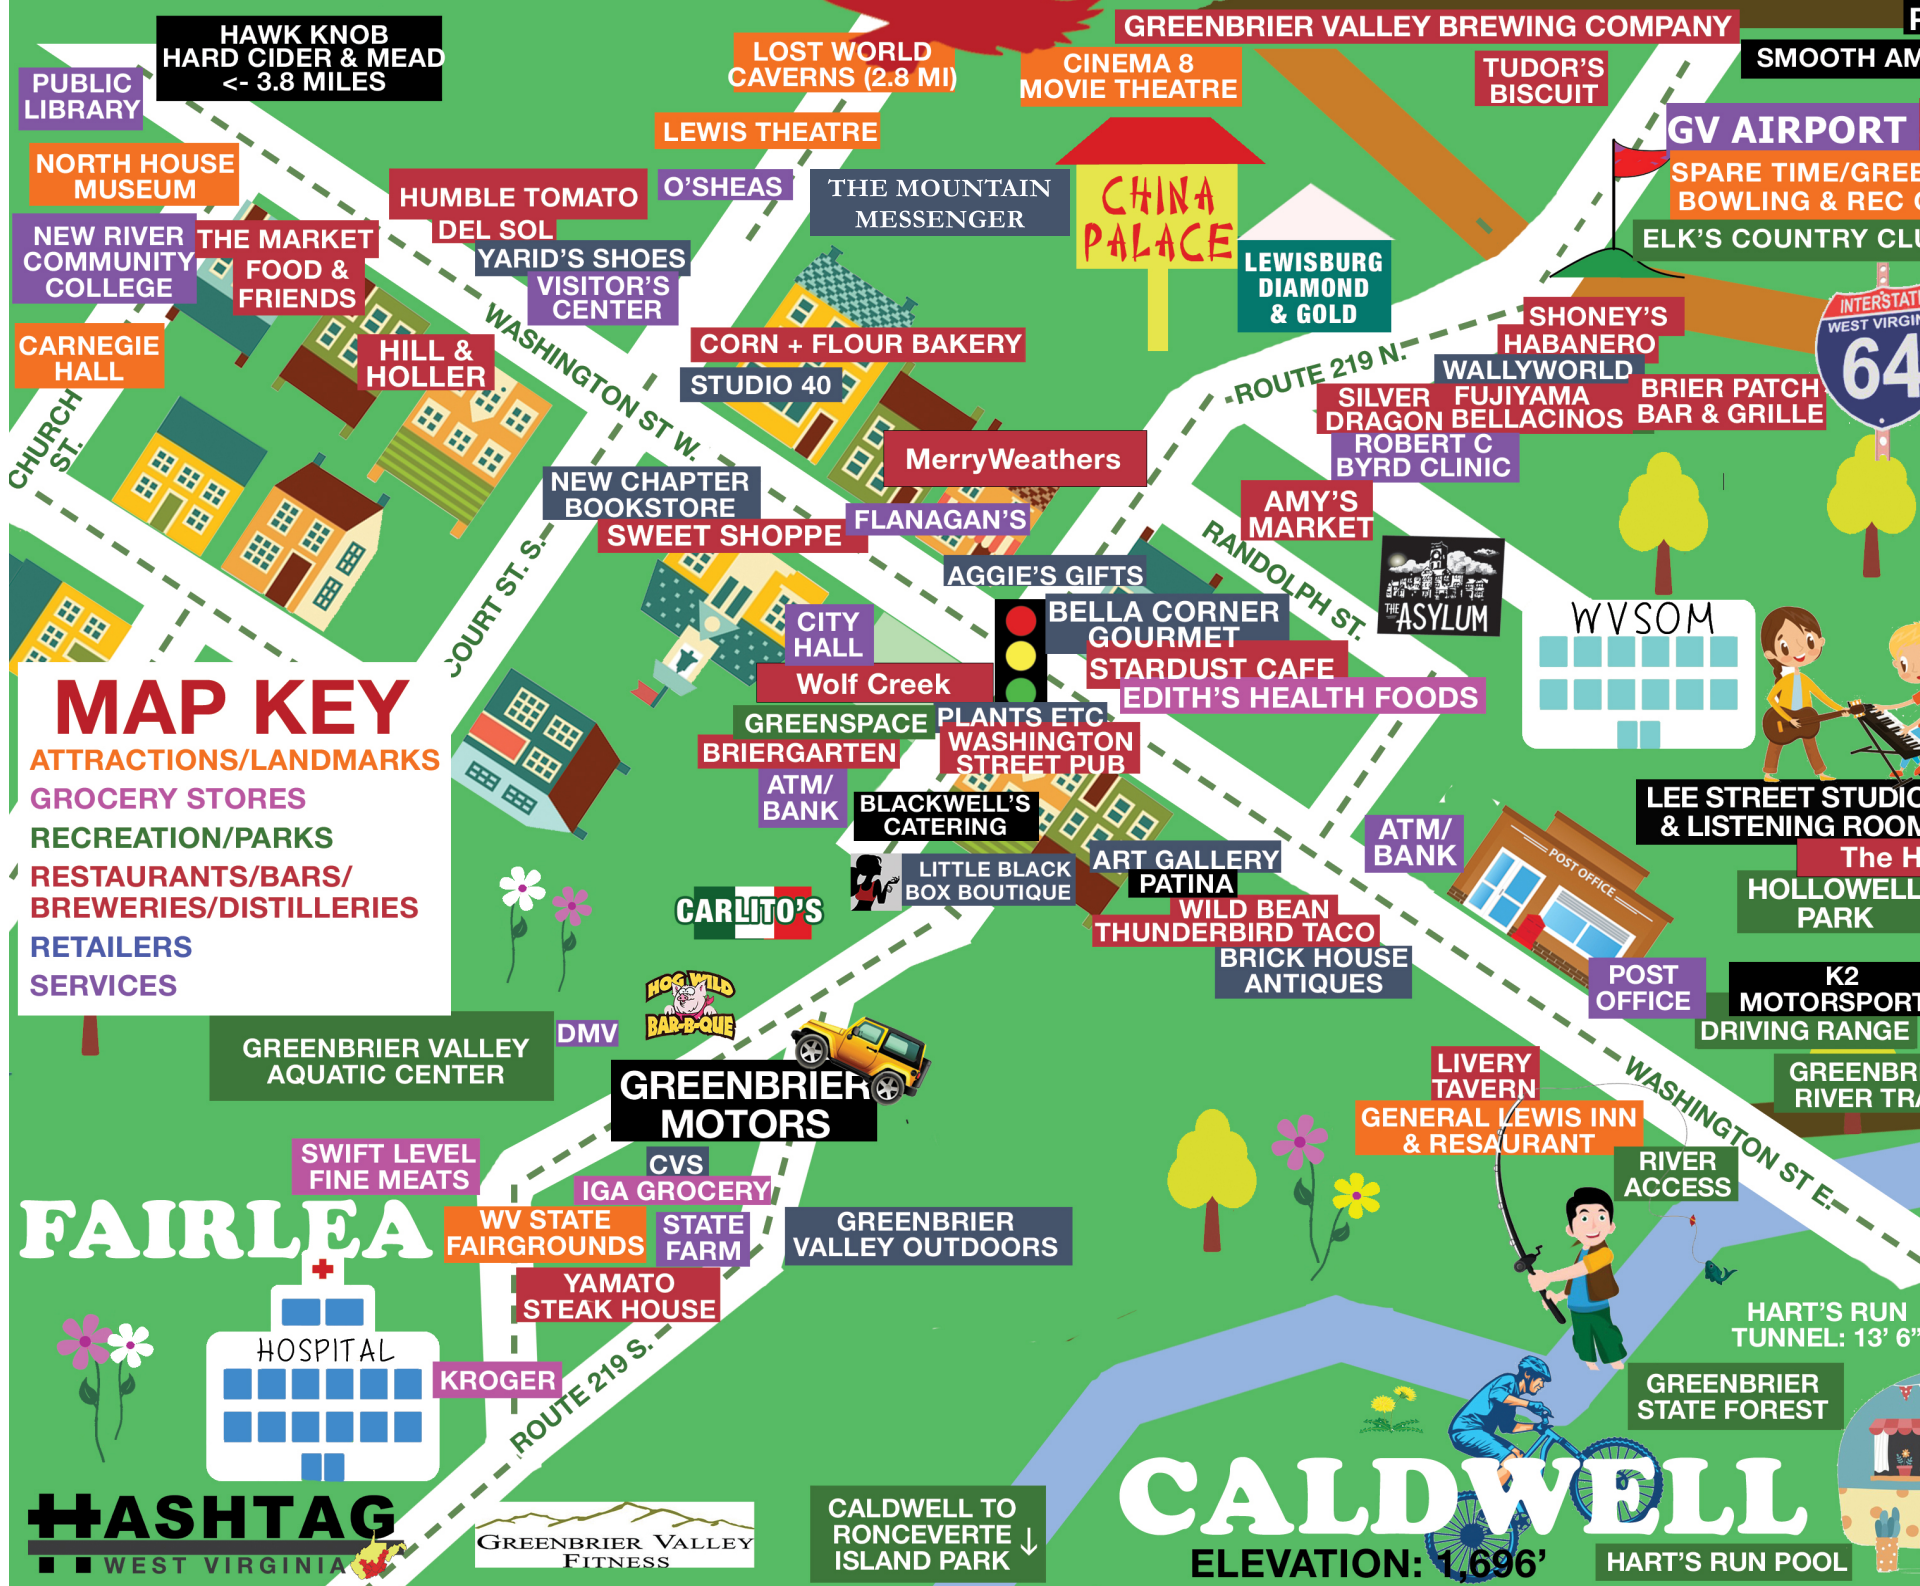 HAWK KNOB
HARD CIDER & MEAD
<- 3.8 MILES
PUBLIC
LIBRARY
NORTH HOUSE
MUSEUM
NEW RIVER
COMMUNITY
COLLEGE
THE MARKET
FOOD &
FRIENDS
CARNEGIE
HALL
HILL &
HOLLER
CHURCH
ST.
HUMBLE TOMATO
DEL SOL
YARID'S SHOES
VISITOR'S
CENTER
WASHINGTON ST W.
LOST WORLD
CAVERNS (2.8 MI)
LEWIS THEATRE
O'SHEAS
THE MOUNTAIN
MESSENGER
CINEMA 8
MOVIE THEATRE
GREENBRIER VALLEY BREWING COMPANY
TUDOR'S
BISCUIT
SMOOTH AM
GV AIRPORT
SPARE TIME/GREE
BOWLING & REC C
ELK'S COUNTRY CLU
INTERSTATE
WEST VIRGIN
64
CHINA
PALACE
LEWISBURG
DIAMOND
& GOLD
CORN + FLOUR BAKERY
STUDIO 40
MerryWeathers
ROUTE 219 N.
SHONEY'S
HABANERO
WALLYWORLD
SILVER
DRAGON
FUJIYAMA
BELLACINOS
BRIER PATCH
BAR & GRILLE
ROBERT C
BYRD CLINIC
NEW CHAPTER
BOOKSTORE
SWEET SHOPPE
FLANAGAN'S
AMY'S
MARKET
RANDOLPH ST.
THE
ASYLUM
COURT ST. S.
AGGIE'S GIFTS
BELLA CORNER
GOURMET
STARDUST CAFE
EDITH'S HEALTH FOODS
CITY
HALL
Wolf Creek
GREENSPACE
BRIERGARTEN
PLANTS ETC.
WASHINGTON
STREET PUB
ATM/
BANK
BLACKWELL'S
CATERING
LITTLE BLACK
BOX BOUTIQUE
ART GALLERY
PATINA
WILD BEAN
THUNDERBIRD TACO
BRICK HOUSE
ANTIQUES
WVSOM
LEE STREET STUDIO
& LISTENING ROOM
The H
HOLLOWELL
PARK
ATM/
BANK
POST OFFICE
POST
OFFICE
K2
MOTORSPORT
DRIVING RANGE
GREENBR
RIVER TRA
MAP KEY
ATTRACTIONS/LANDMARKS
GROCERY STORES
RECREATION/PARKS
RESTAURANTS/BARS/
BREWERIES/DISTILLERIES
RETAILERS
SERVICES
CARLITO'S
HOG WILD
BAR-B-QUE
GREENBRIER VALLEY
AQUATIC CENTER
DMV
GREENBRIER
MOTORS
LIVERY
TAVERN
GENERAL LEWIS INN
& RESAURANT
WASHINGTON ST E.
RIVER
ACCESS
SWIFT LEVEL
FINE MEATS
CVS
IGA GROCERY
FAIRLEA
WV STATE
FAIRGROUNDS
STATE
FARM
GREENBRIER
VALLEY OUTDOORS
YAMATO
STEAK HOUSE
HOSPITAL
KROGER
ROUTE 219 S.
HART'S RUN
TUNNEL: 13' 6"
GREENBRIER
STATE FOREST
HASHTAG
WEST VIRGINIA
GREENBRIER VALLEY
FITNESS
CALDWELL TO
RONCEVERTE
ISLAND PARK ↓
CALDWELL
ELEVATION: 1,696'
HART'S RUN POOL